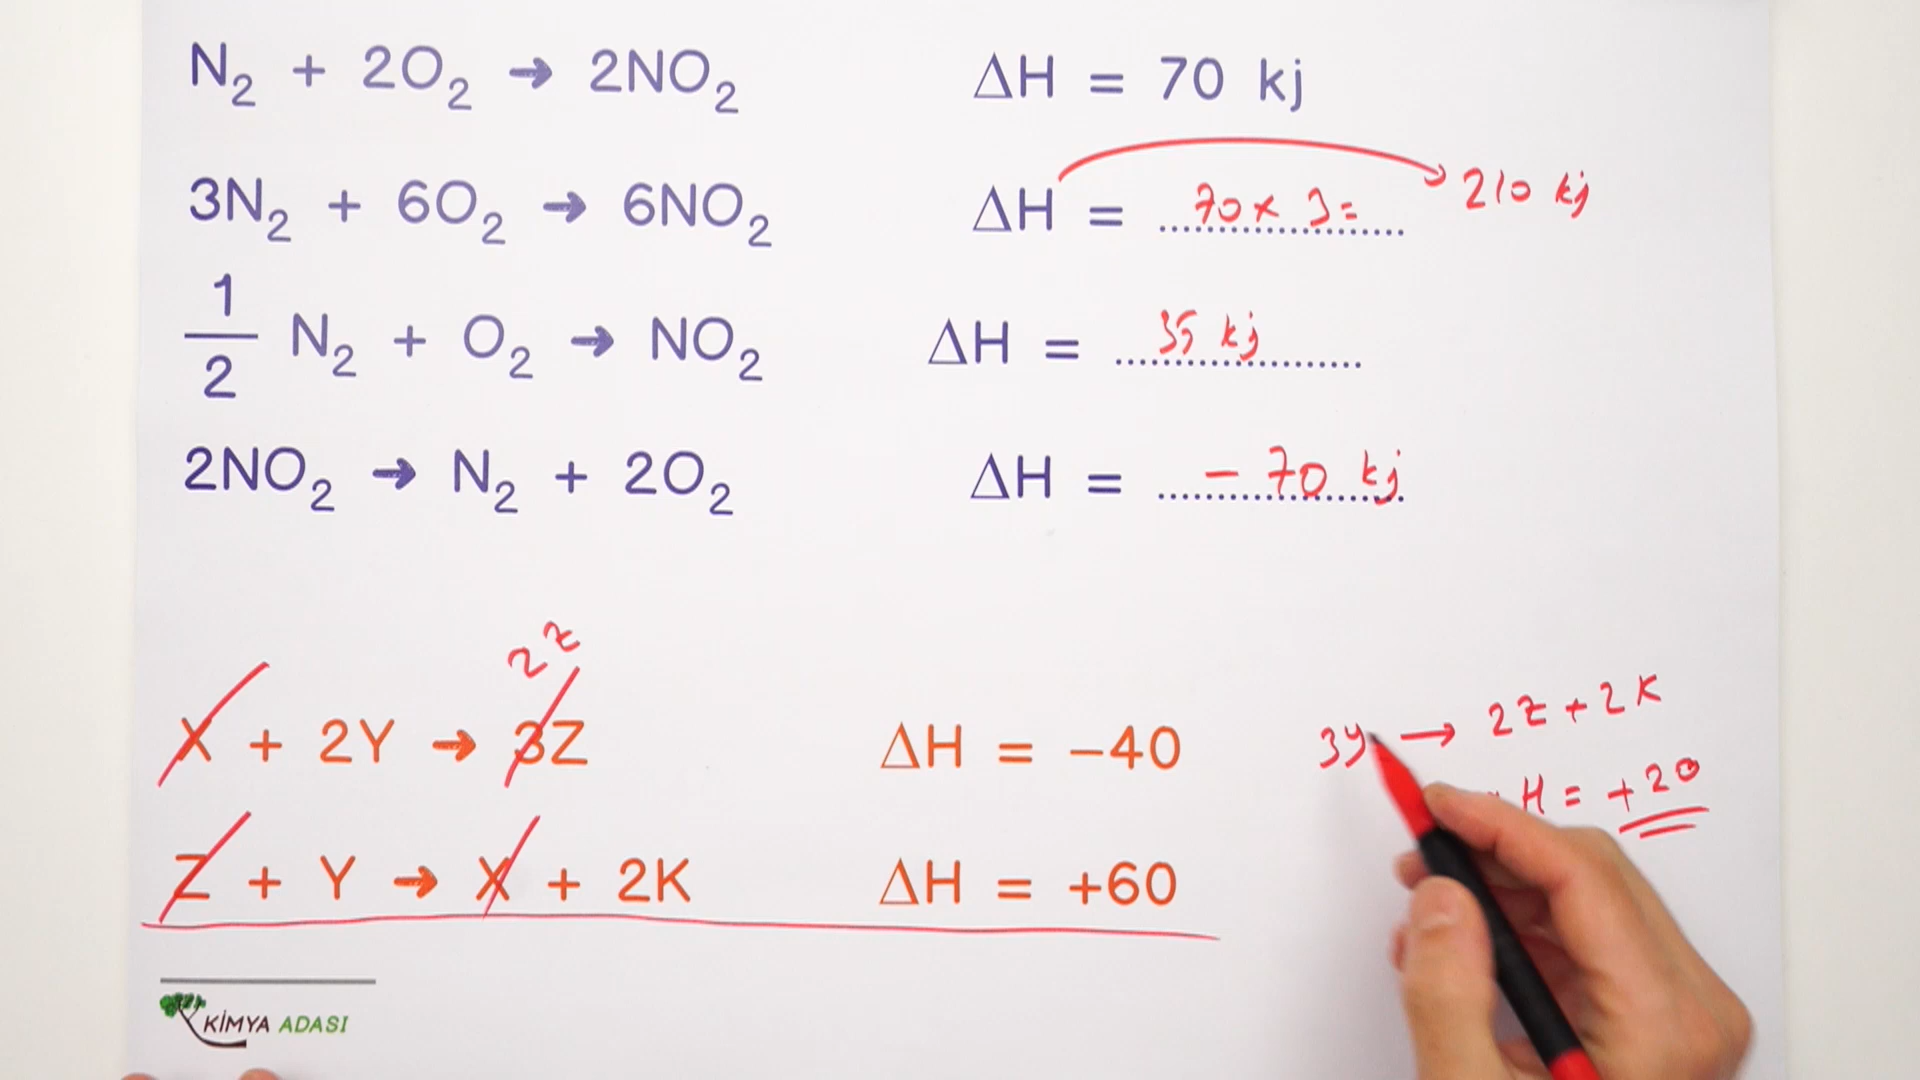 N₂ + 2O₂ → 2NO₂ ΔH = 70 kj
3N₂ + 6O₂ → 6NO₂ ΔH = 70 x 3 = 210 kj
1/2 N₂ + O₂ → NO₂ ΔH = 35 kj
2NO₂ → N₂ + 2O₂ ΔH = - 70 kj
2Z
X + 2Y → 3Z ΔH = -40
3y → 2Z + 2K
H = +20
Z + Y → X + 2K ΔH = +60
KİMYA ADASI